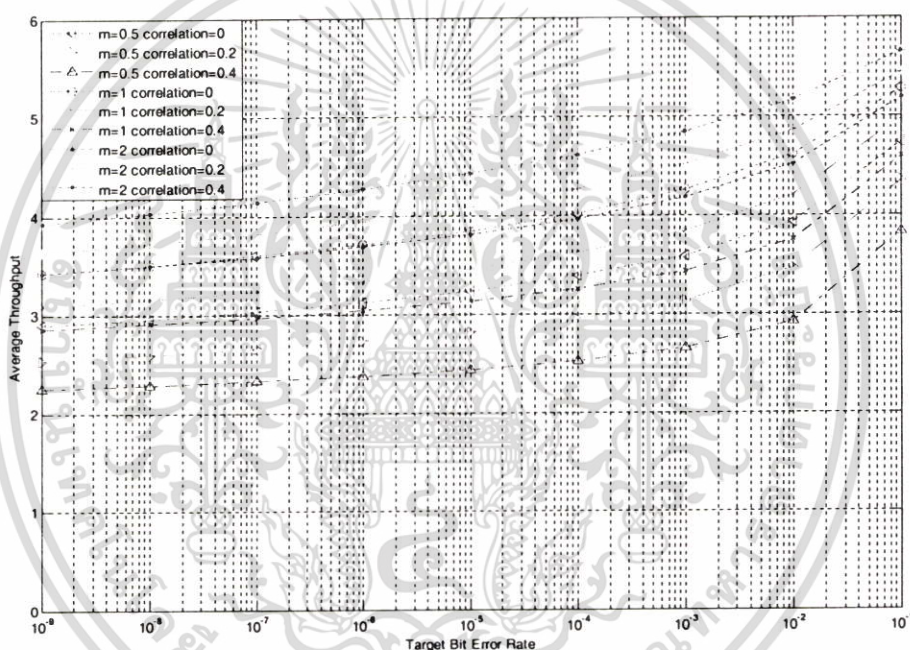 6
5
4
3
2
1
0
Average Throughput
m=0.5 correlation=0
m=0.5 correlation=0.2
m=0.5 correlation=0.4
m=1 correlation=0
m=1 correlation=0.2
m=1 correlation=0.4
m=2 correlation=0
m=2 correlation=0.2
m=2 correlation=0.4
10⁻⁹ 10⁻⁸ 10⁻⁷ 10⁻⁶ 10⁻⁵ 10⁻⁴ 10⁻³ 10⁻²
Target Bit Error Rate